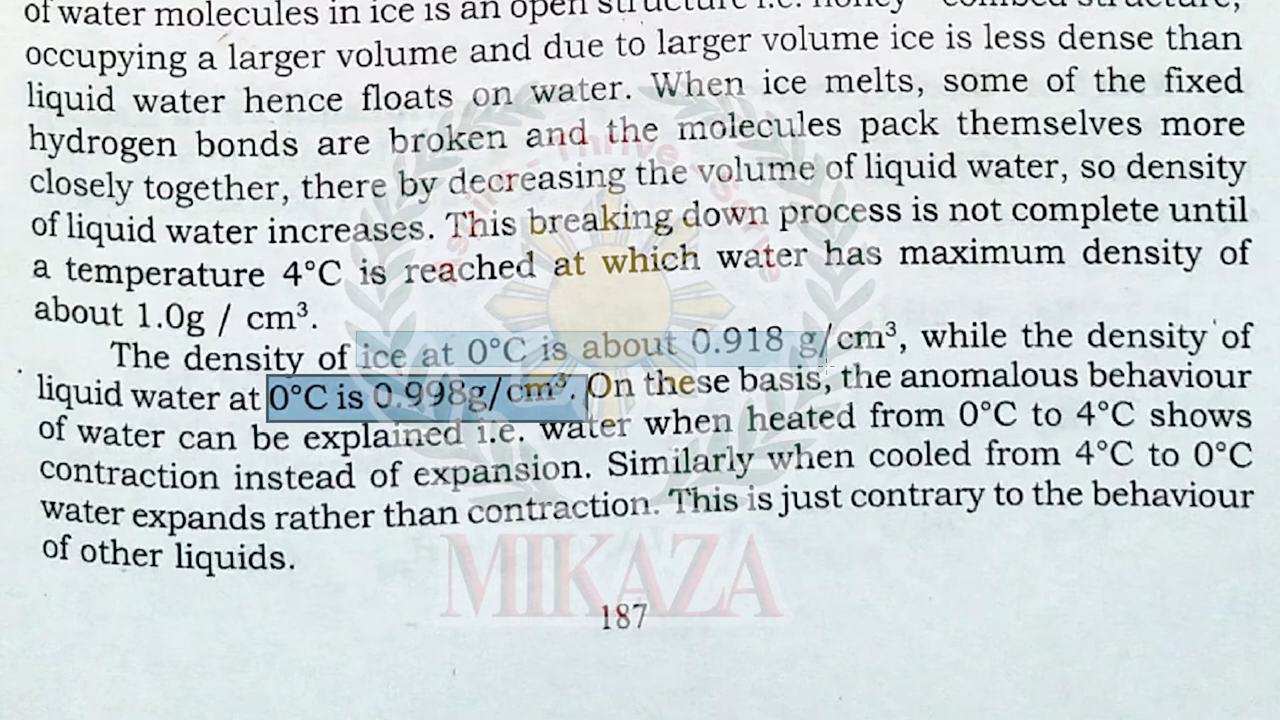 of water molecules in ice is an open structure i.e. honey - combed structure,
occupying a larger volume and due to larger volume ice is less dense than
liquid water hence floats on water. When ice melts, some of the fixed
hydrogen bonds are broken and the molecules pack themselves more
closely together, there by decreasing the volume of liquid water, so density
of liquid water increases. This breaking down process is not complete until
a temperature 4°C is reached at which water has maximum density of
about 1.0g / cm³.
The density of ice at 0°C is about 0.918 g/cm³, while the density of
liquid water at 0°C is 0.998g/cm³. On these basis, the anomalous behaviour
of water can be explained i.e. water when heated from 0°C to 4°C shows
contraction instead of expansion. Similarly when cooled from 4°C to 0°C
water expands rather than contraction. This is just contrary to the behaviour
of other liquids.
MIKAZA
187